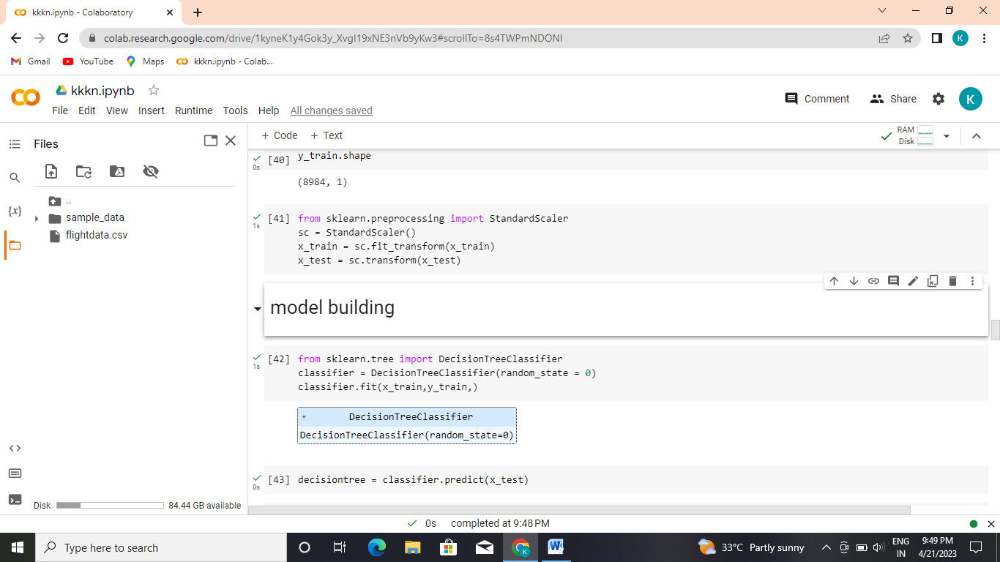 kkkn.ipynb - Colaboratory
colab.research.google.com/drive/1kyneK1y4Gok3y_XvgI19xNE3nVb9yKw3#scrollTo=8s4TWPmNDONI
K
Gmail YouTube Maps kkkn.ipynb - Colab...
kkkn.ipynb
Comment Share K
File Edit View Insert Runtime Tools Help All changes saved
Files
+ Code + Text
RAM
Disk
..
sample_data
flightdata.csv
{x}
[40] y_train.shape
0s
(8984, 1)
[41] from sklearn.preprocessing import StandardScaler
1s
sc = StandardScaler()
x_train = sc.fit_transform(x_train)
x_test = sc.transform(x_test)
model building
[42] from sklearn.tree import DecisionTreeClassifier
1s
classifier = DecisionTreeClassifier(random_state = 0)
classifier.fit(x_train,y_train,)
DecisionTreeClassifier
DecisionTreeClassifier(random_state=0)
[43] decisiontree = classifier.predict(x_test)
0s
Disk 84.44 GB available
0s completed at 9:48 PM
Type here to search
K
W
33°C Partly sunny
ENG
IN
9:49 PM
4/21/2023